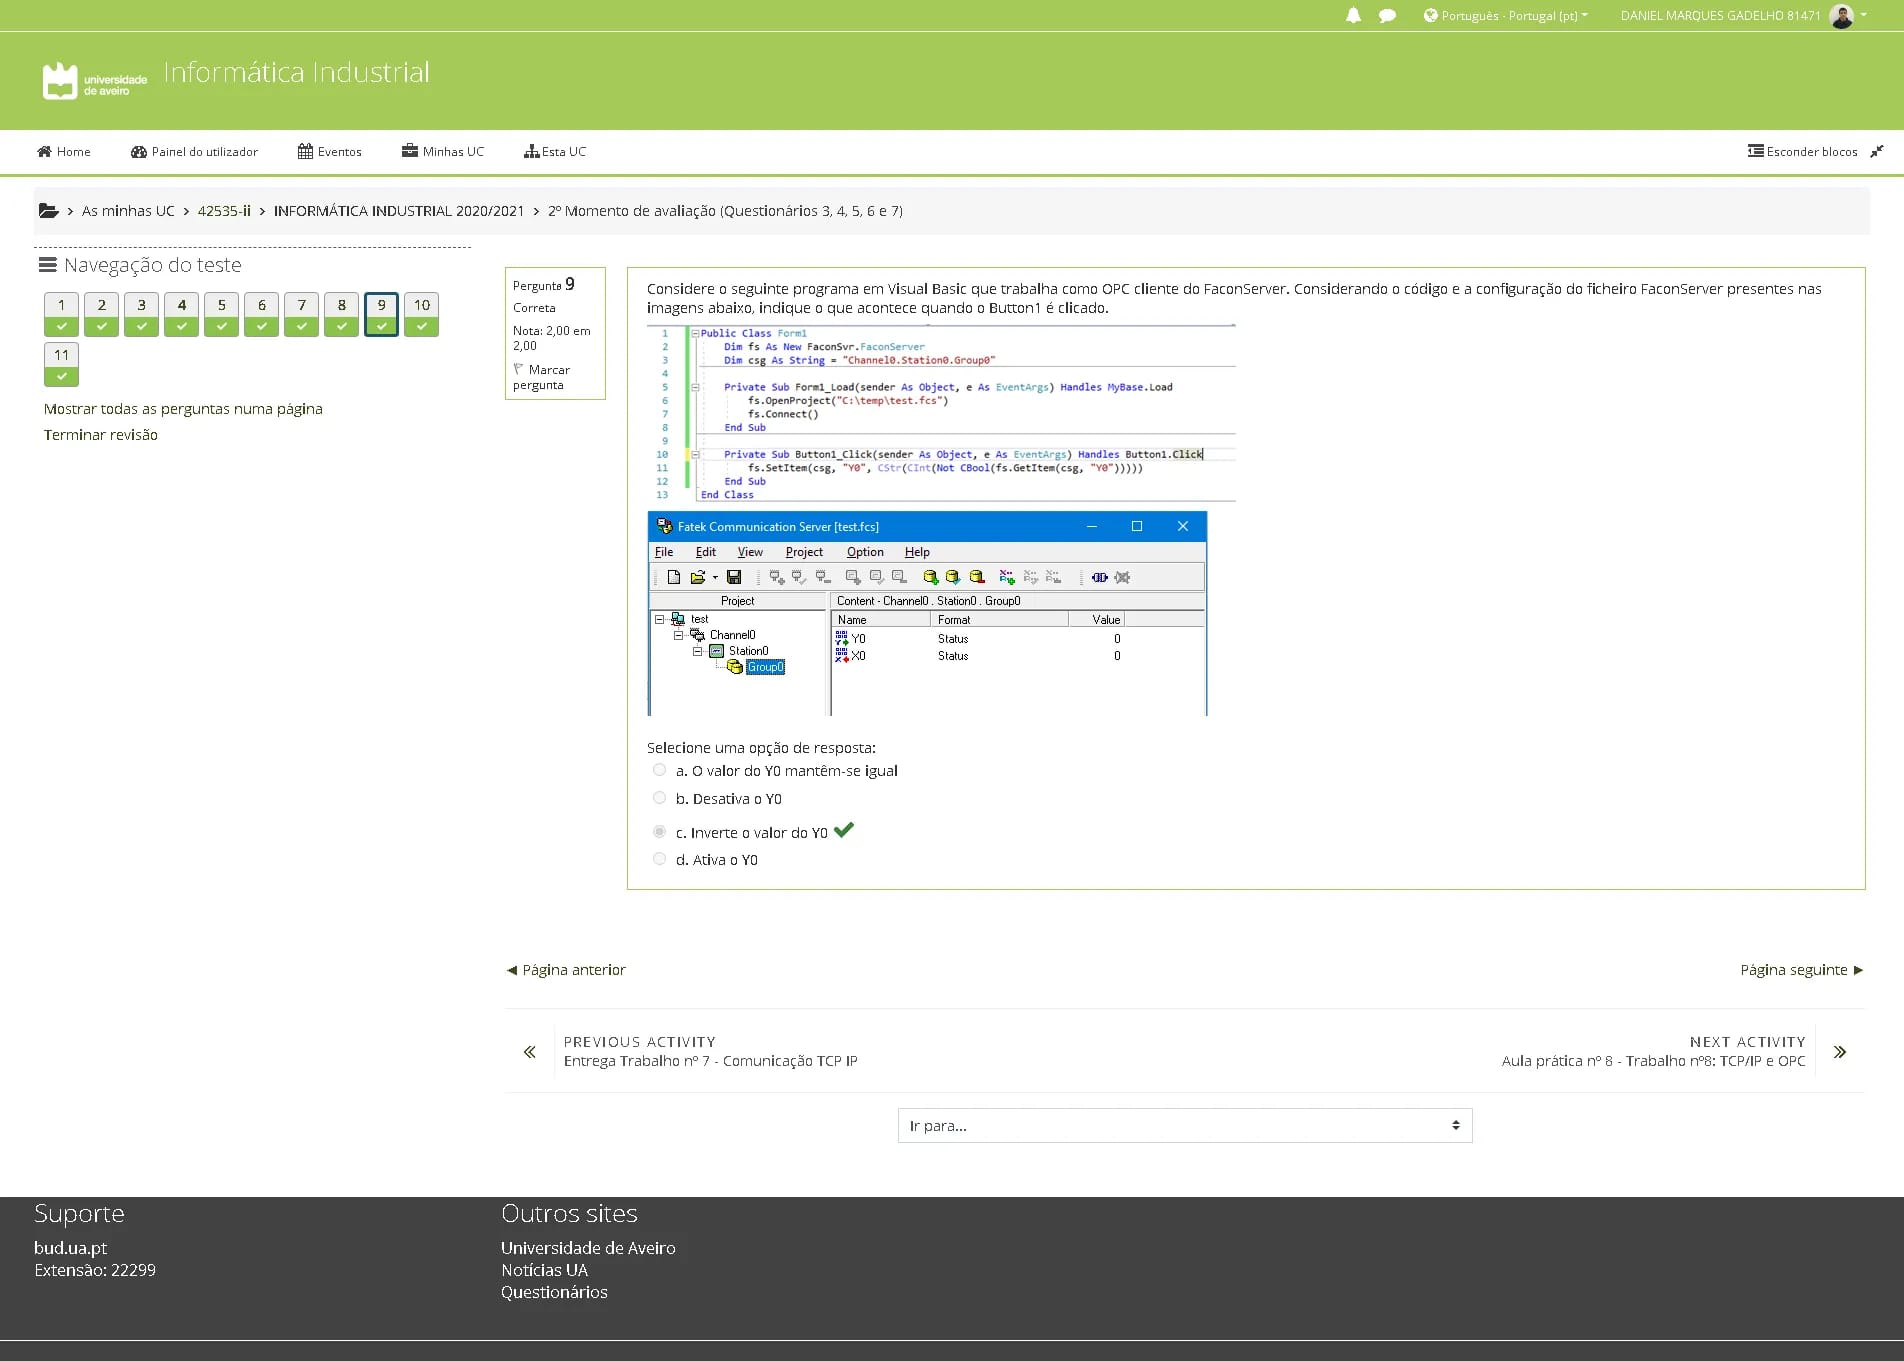 Português - Portugal (pt)
DANIEL MARQUES GADELHO 81471
universidade
de aveiro
Informática Industrial
Home
Painel do utilizador
Eventos
Minhas UC
Esta UC
Esconder blocos
As minhas UC > 42535-ii > INFORMÁTICA INDUSTRIAL 2020/2021 > 2º Momento de avaliação (Questionários 3, 4, 5, 6 e 7)
Navegação do teste
1 2 3 4 5 6 7 8 9 10
11
Mostrar todas as perguntas numa página
Terminar revisão
Pergunta 9
Correta
Nota: 2,00 em
2,00
Marcar
pergunta
Considere o seguinte programa em Visual Basic que trabalha como OPC cliente do FaconServer. Considerando o código e a configuração do ficheiro FaconServer presentes nas
imagens abaixo, indique o que acontece quando o Button1 é clicado.
1 Public Class Form1
2 Dim fs As New FaconSvr.FaconServer
3 Dim csg As String = "Channel0.Station0.Group0"
4
5 Private Sub Form1_Load(sender As Object, e As EventArgs) Handles MyBase.Load
6 fs.OpenProject("C:\temp\test.fcs")
7 fs.Connect()
8 End Sub
9
10 Private Sub Button1_Click(sender As Object, e As EventArgs) Handles Button1.Click
11 fs.SetItem(csg, "Y0", CStr(CInt(Not CBool(fs.GetItem(csg, "Y0")))))
12 End Sub
13 End Class
Fatek Communication Server [test.fcs]
File Edit View Project Option Help
Project
Content - Channel0 . Station0 . Group0
test
Channel0
Station0
Group0
Name Format Value
Y0 Status 0
X0 Status 0
Selecione uma opção de resposta:
a. O valor do Y0 mantêm-se igual
b. Desativa o Y0
c. Inverte o valor do Y0
d. Ativa o Y0
◄ Página anterior
Página seguinte ►
PREVIOUS ACTIVITY
Entrega Trabalho nº 7 - Comunicação TCP IP
NEXT ACTIVITY
Aula prática nº 8 - Trabalho nº8: TCP/IP e OPC
Ir para...
Suporte
bud.ua.pt
Extensão: 22299
Outros sites
Universidade de Aveiro
Notícias UA
Questionários